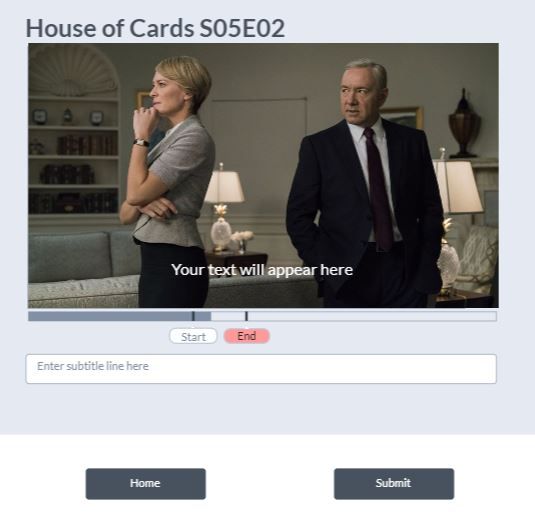 House of Cards S05E02
Your text will appear here
Start
End
Enter subtitle line here
Home
Submit